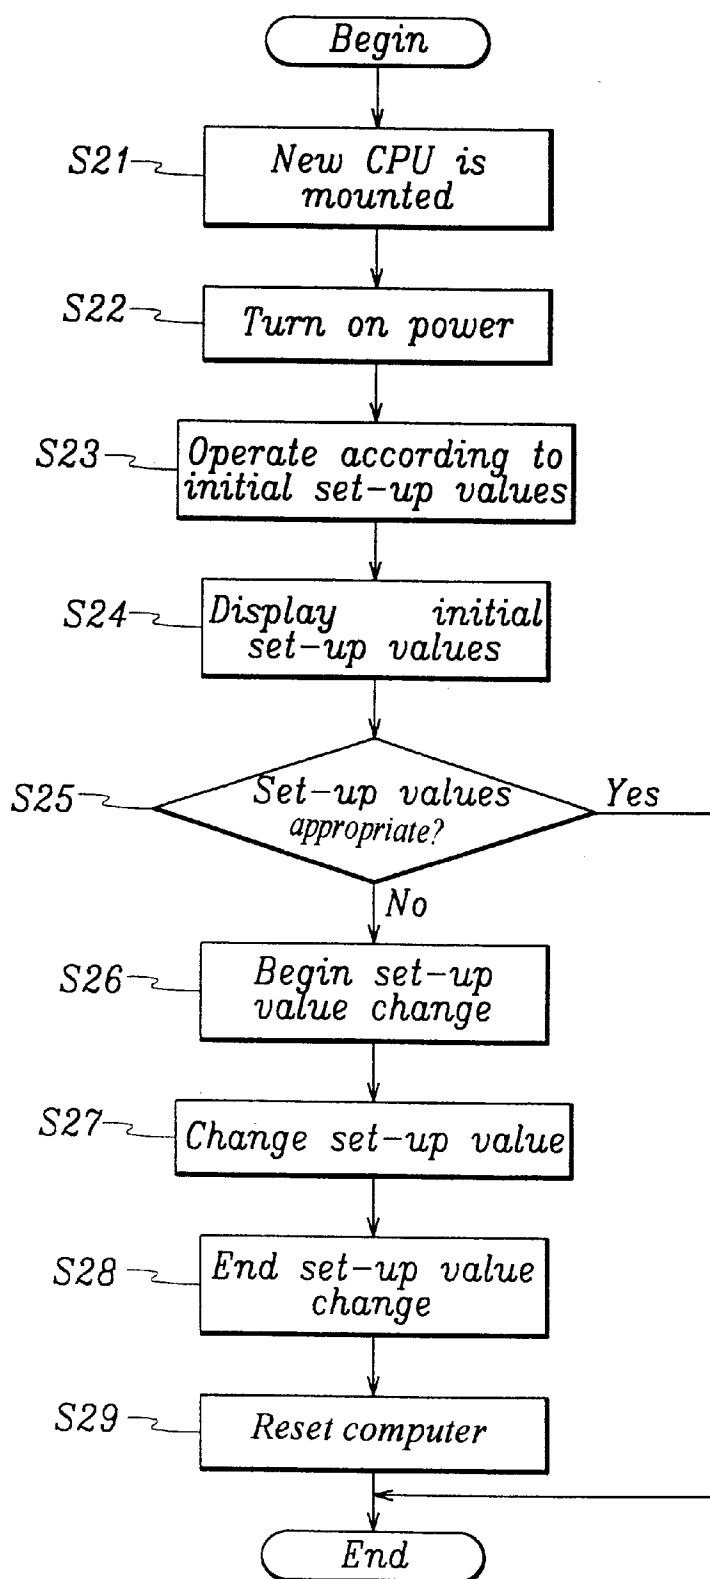 Begin
S21
New CPU is
mounted
S22
Turn on power
S23
Operate according to
initial set-up values
S24
Display initial
set-up values
S25
Set-up values
appropriate?
Yes
No
S26
Begin set-up
value change
S27
Change set-up value
S28
End set-up value
change
S29
Reset computer
End